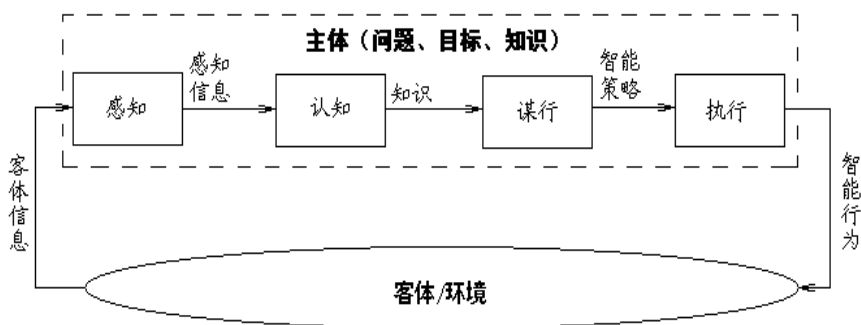 主体（问题、目标、知识）
感知
感知
信息
认知
知识
谋行
智能
策略
执行
客体信息
智能行为
客体/环境